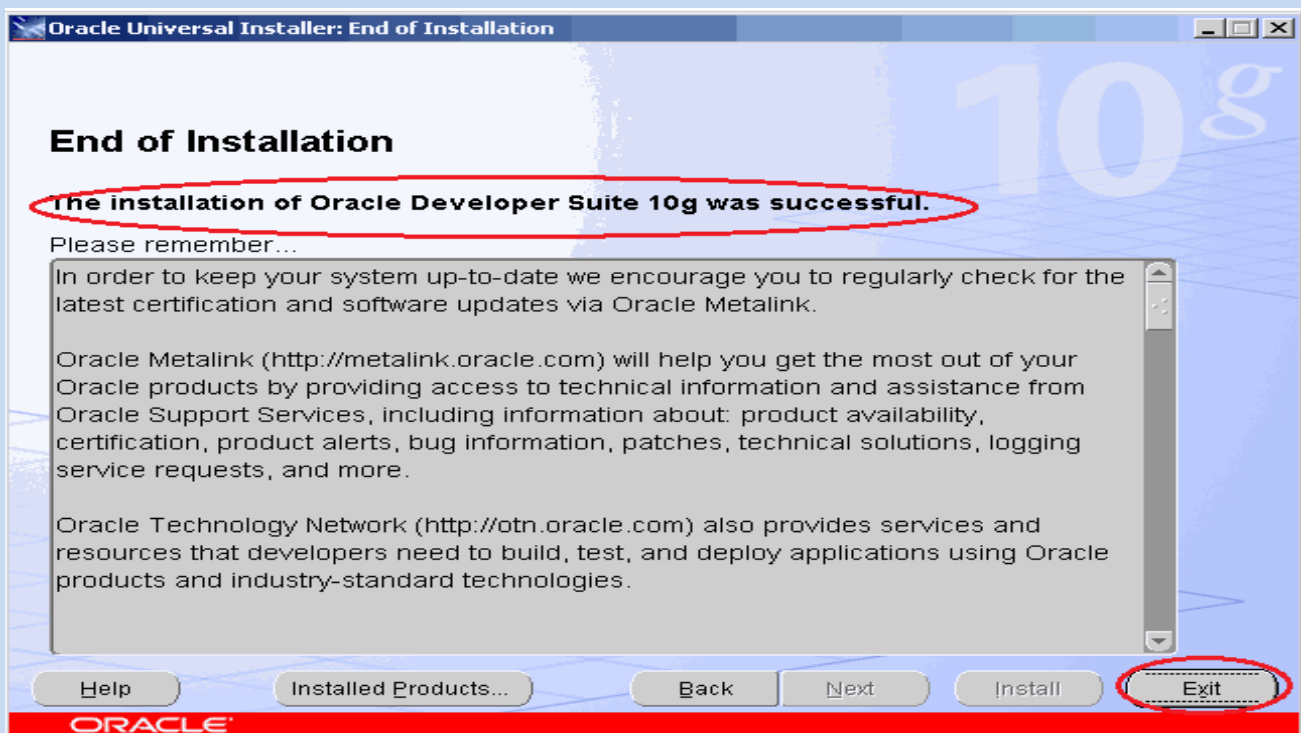 Oracle Universal Installer: End of Installation
10g
End of Installation
The installation of Oracle Developer Suite 10g was successful.
Please remember...
In order to keep your system up-to-date we encourage you to regularly check for the
latest certification and software updates via Oracle Metalink.
Oracle Metalink (http://metalink.oracle.com) will help you get the most out of your
Oracle products by providing access to technical information and assistance from
Oracle Support Services, including information about: product availability,
certification, product alerts, bug information, patches, technical solutions, logging
service requests, and more.
Oracle Technology Network (http://otn.oracle.com) also provides services and
resources that developers need to build, test, and deploy applications using Oracle
products and industry-standard technologies.
Help Installed Products... Back Next Install Exit
ORACLE